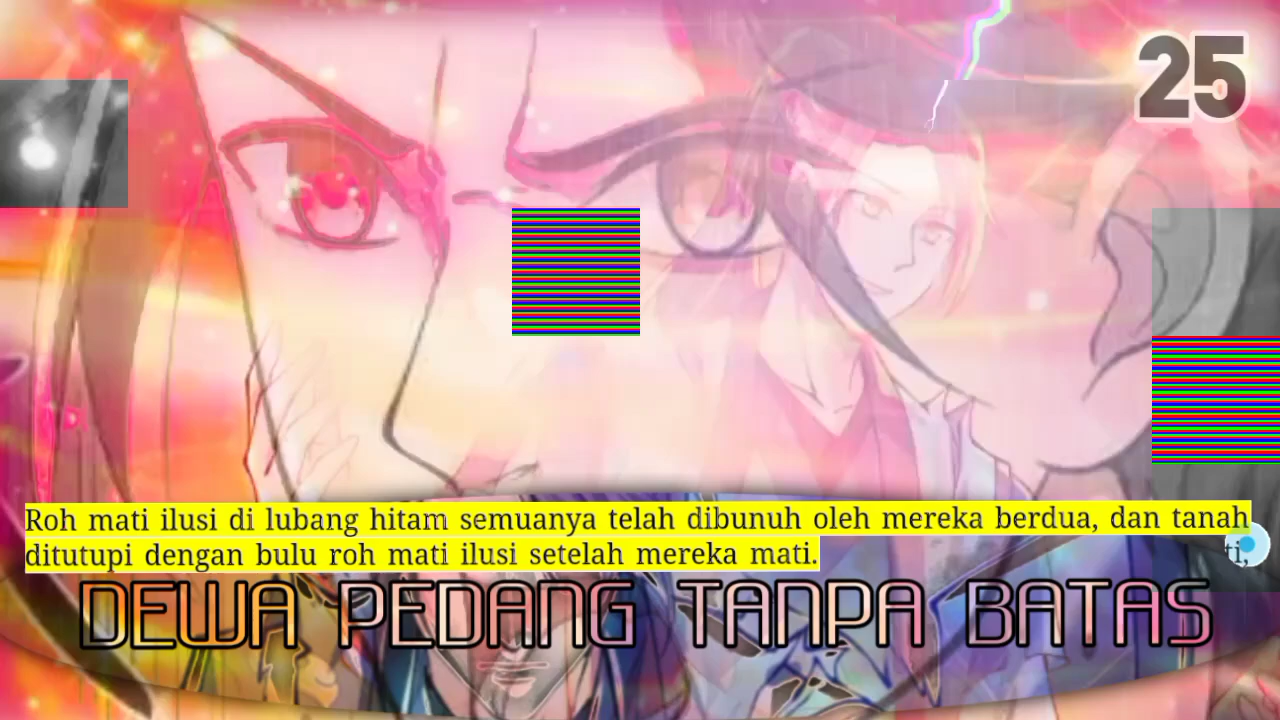 25
Roh mati ilusi di lubang hitam semuanya telah dibunuh oleh mereka berdua, dan tanah
ditutupi dengan bulu roh mati ilusi setelah mereka mati.
ti,
DEWA PEDANG TANPA BATAS